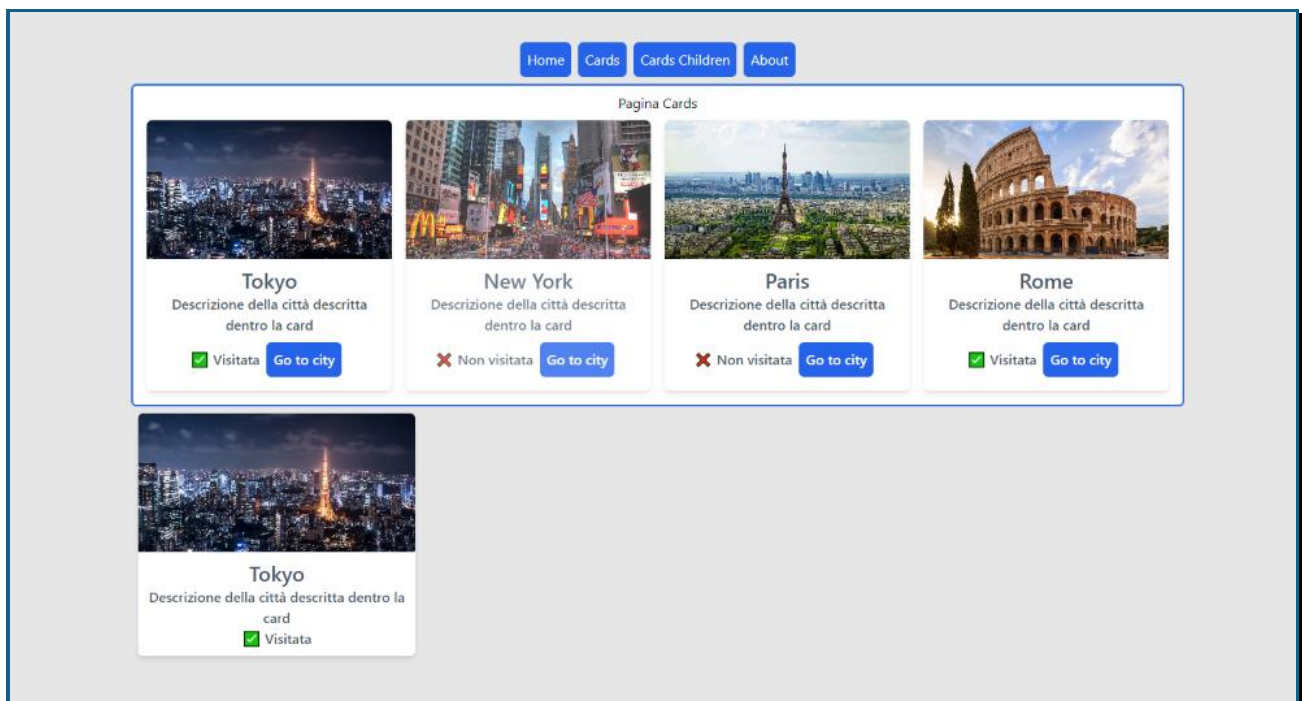 Home Cards Cards Children About
Pagina Cards
Tokyo
Descrizione della città descritta
dentro la card
✅ Visitata Go to city
New York
Descrizione della città descritta
dentro la card
❌ Non visitata Go to city
Paris
Descrizione della città descritta
dentro la card
❌ Non visitata Go to city
Rome
Descrizione della città descritta
dentro la card
✅ Visitata Go to city
Tokyo
Descrizione della città descritta dentro la
card
✅ Visitata